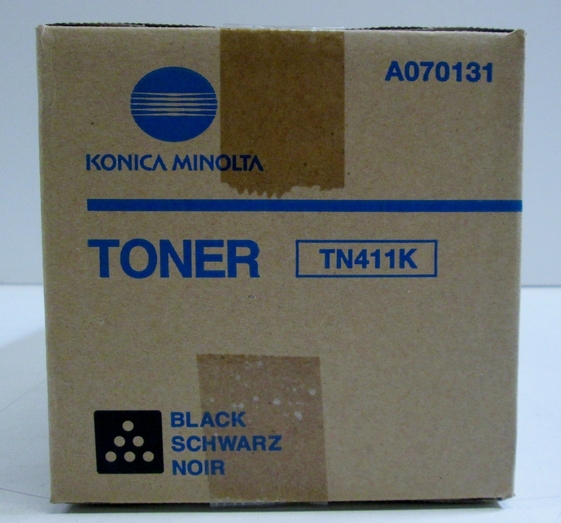 A070131
KONICA MINOLTA
TONER TN411K
BLACK
SCHWARZ
NOIR